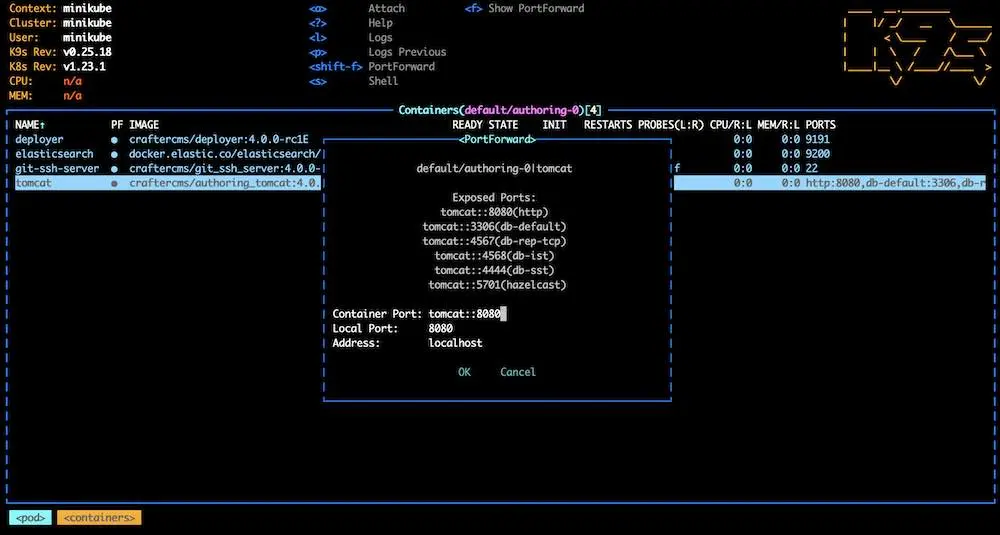 Context: minikube <a> Attach <f> Show PortForward
Cluster: minikube <?> Help
User: minikube <l> Logs
K9s Rev: v0.25.18 <p> Logs Previous
K8s Rev: v1.23.1 <shift-f> PortForward
CPU: n/a <s> Shell
MEM: n/a
Containers(default/authoring-0)[4]
NAME↑ PF IMAGE READY STATE INIT RESTARTS PROBES(L:R) CPU/R:L MEM/R:L PORTS
deployer ● craftercms/deployer:4.0.0-rc1E 0:0 0:0 9191
elasticsearch ● docker.elastic.co/elasticsearch/ 0:0 0:0 9200
git-ssh-server ● craftercms/git_ssh_server:4.0.0- f 0:0 0:0 22
tomcat ● craftercms/authoring_tomcat:4.0. 0:0 0:0 http:8080,db-default:3306,db-r
<PortForward>
default/authoring-0|tomcat
Exposed Ports:
tomcat::8080(http)
tomcat::3306(db-default)
tomcat::4567(db-rep-tcp)
tomcat::4568(db-ist)
tomcat::4444(db-sst)
tomcat::5701(hazelcast)
Container Port: tomcat::8080
Local Port: 8080
Address: localhost
OK Cancel
<pod> <containers>